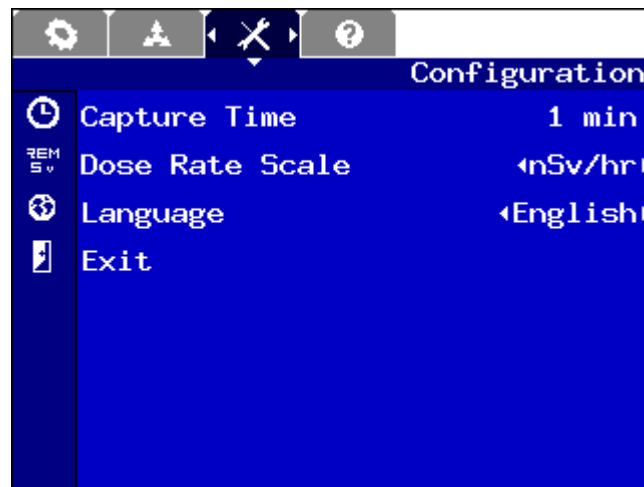 ?
Configuration
Capture Time 1 min
REM
Sv
Dose Rate Scale nSv/hr
Language English
Exit